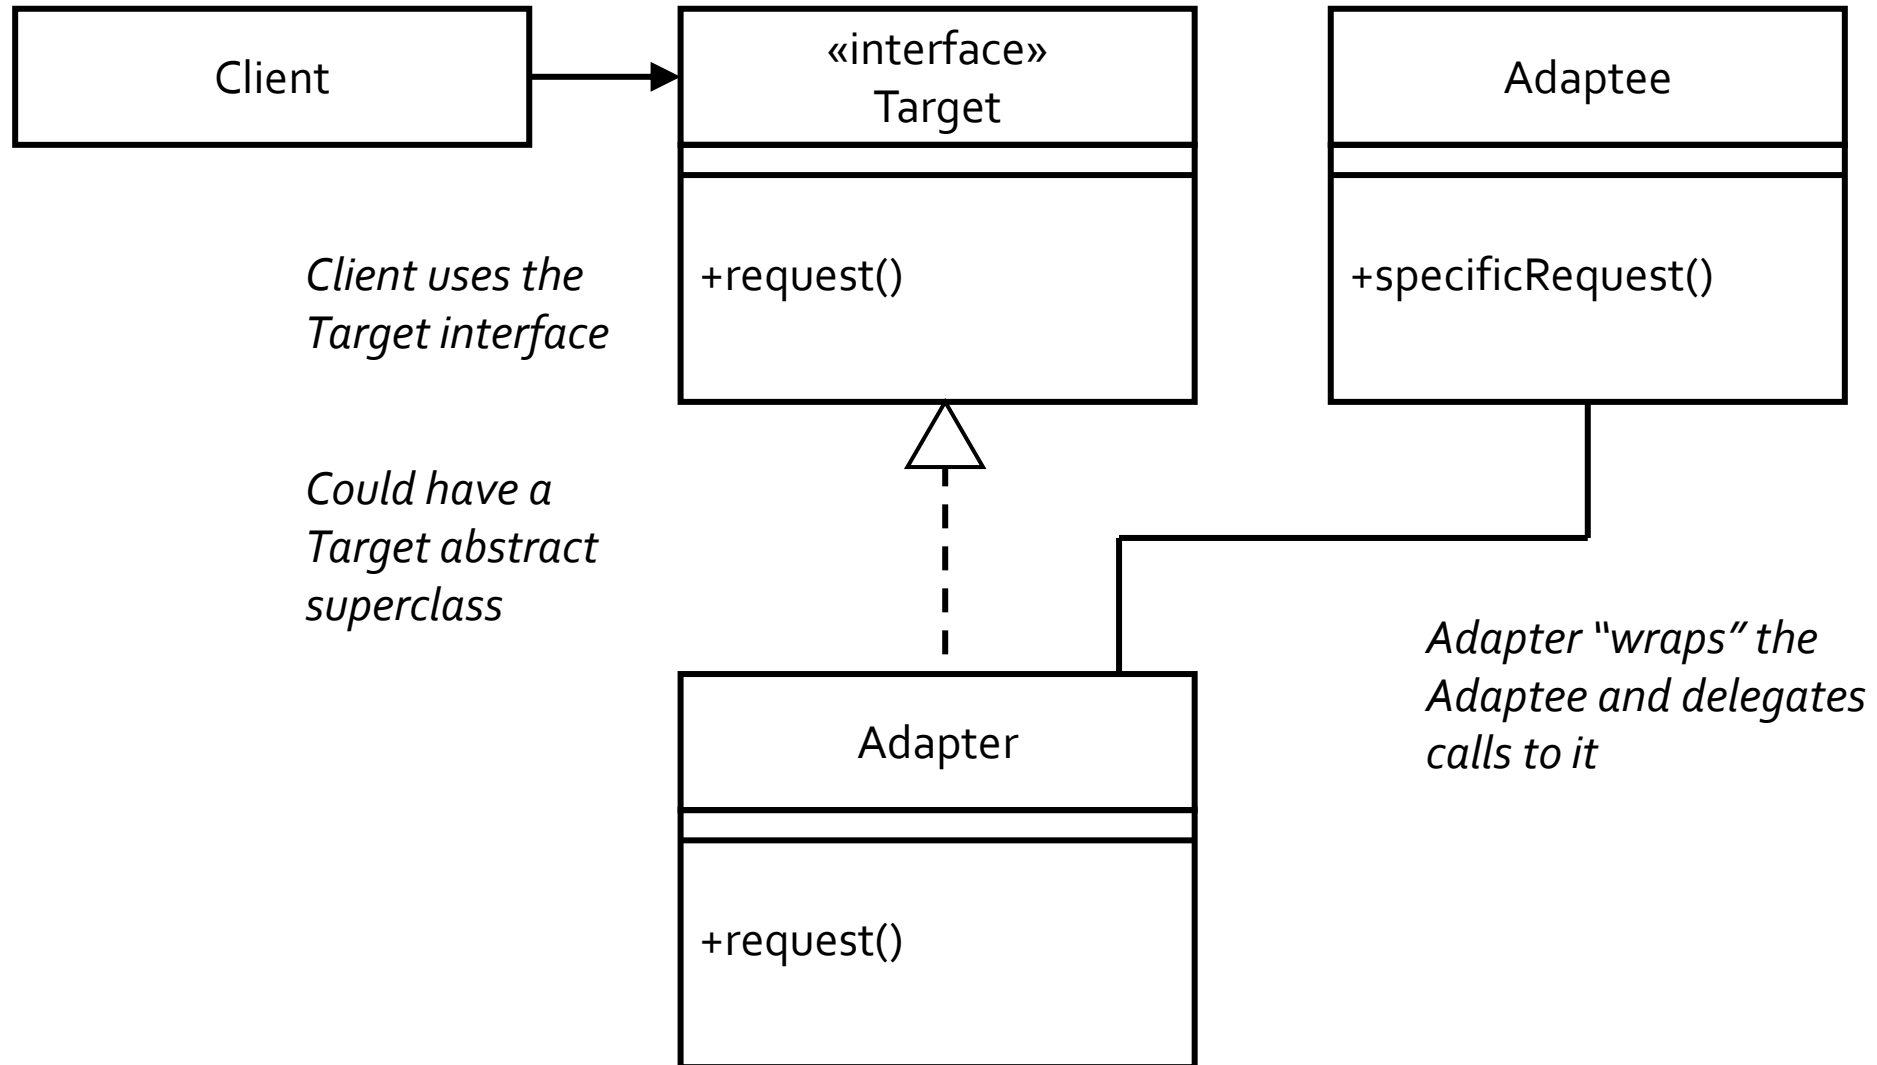 Client
«interface»
Target
Adaptee
+request()
+specificRequest()
Client uses the
Target interface
Could have a
Target abstract
superclass
Adapter “wraps” the
Adaptee and delegates
calls to it
Adapter
+request()